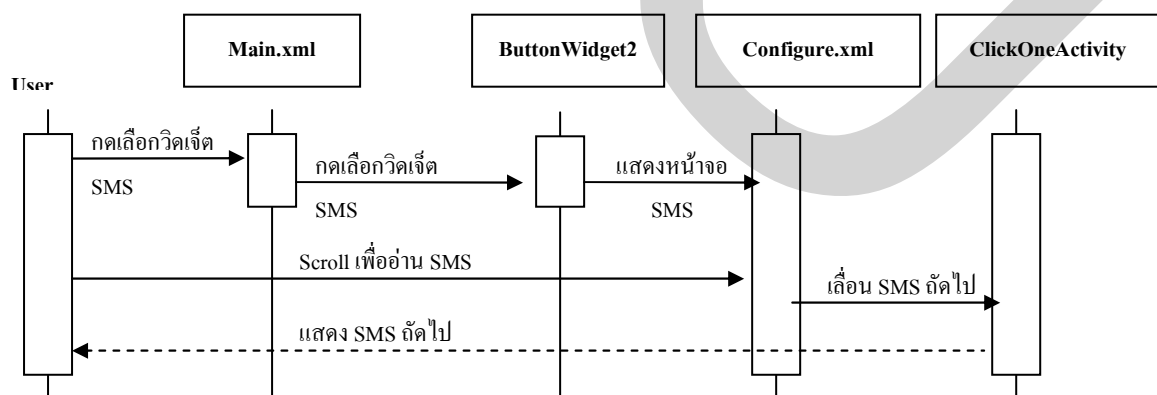 Main.xml
ButtonWidget2
Configure.xml
ClickOneActivity
User
กดเลือกวิดเจ็ต
SMS
กดเลือกวิดเจ็ต
SMS
แสดงหน้าจอ
SMS
Scroll เพื่ออ่าน SMS
เลื่อน SMS ถัดไป
แสดง SMS ถัดไป